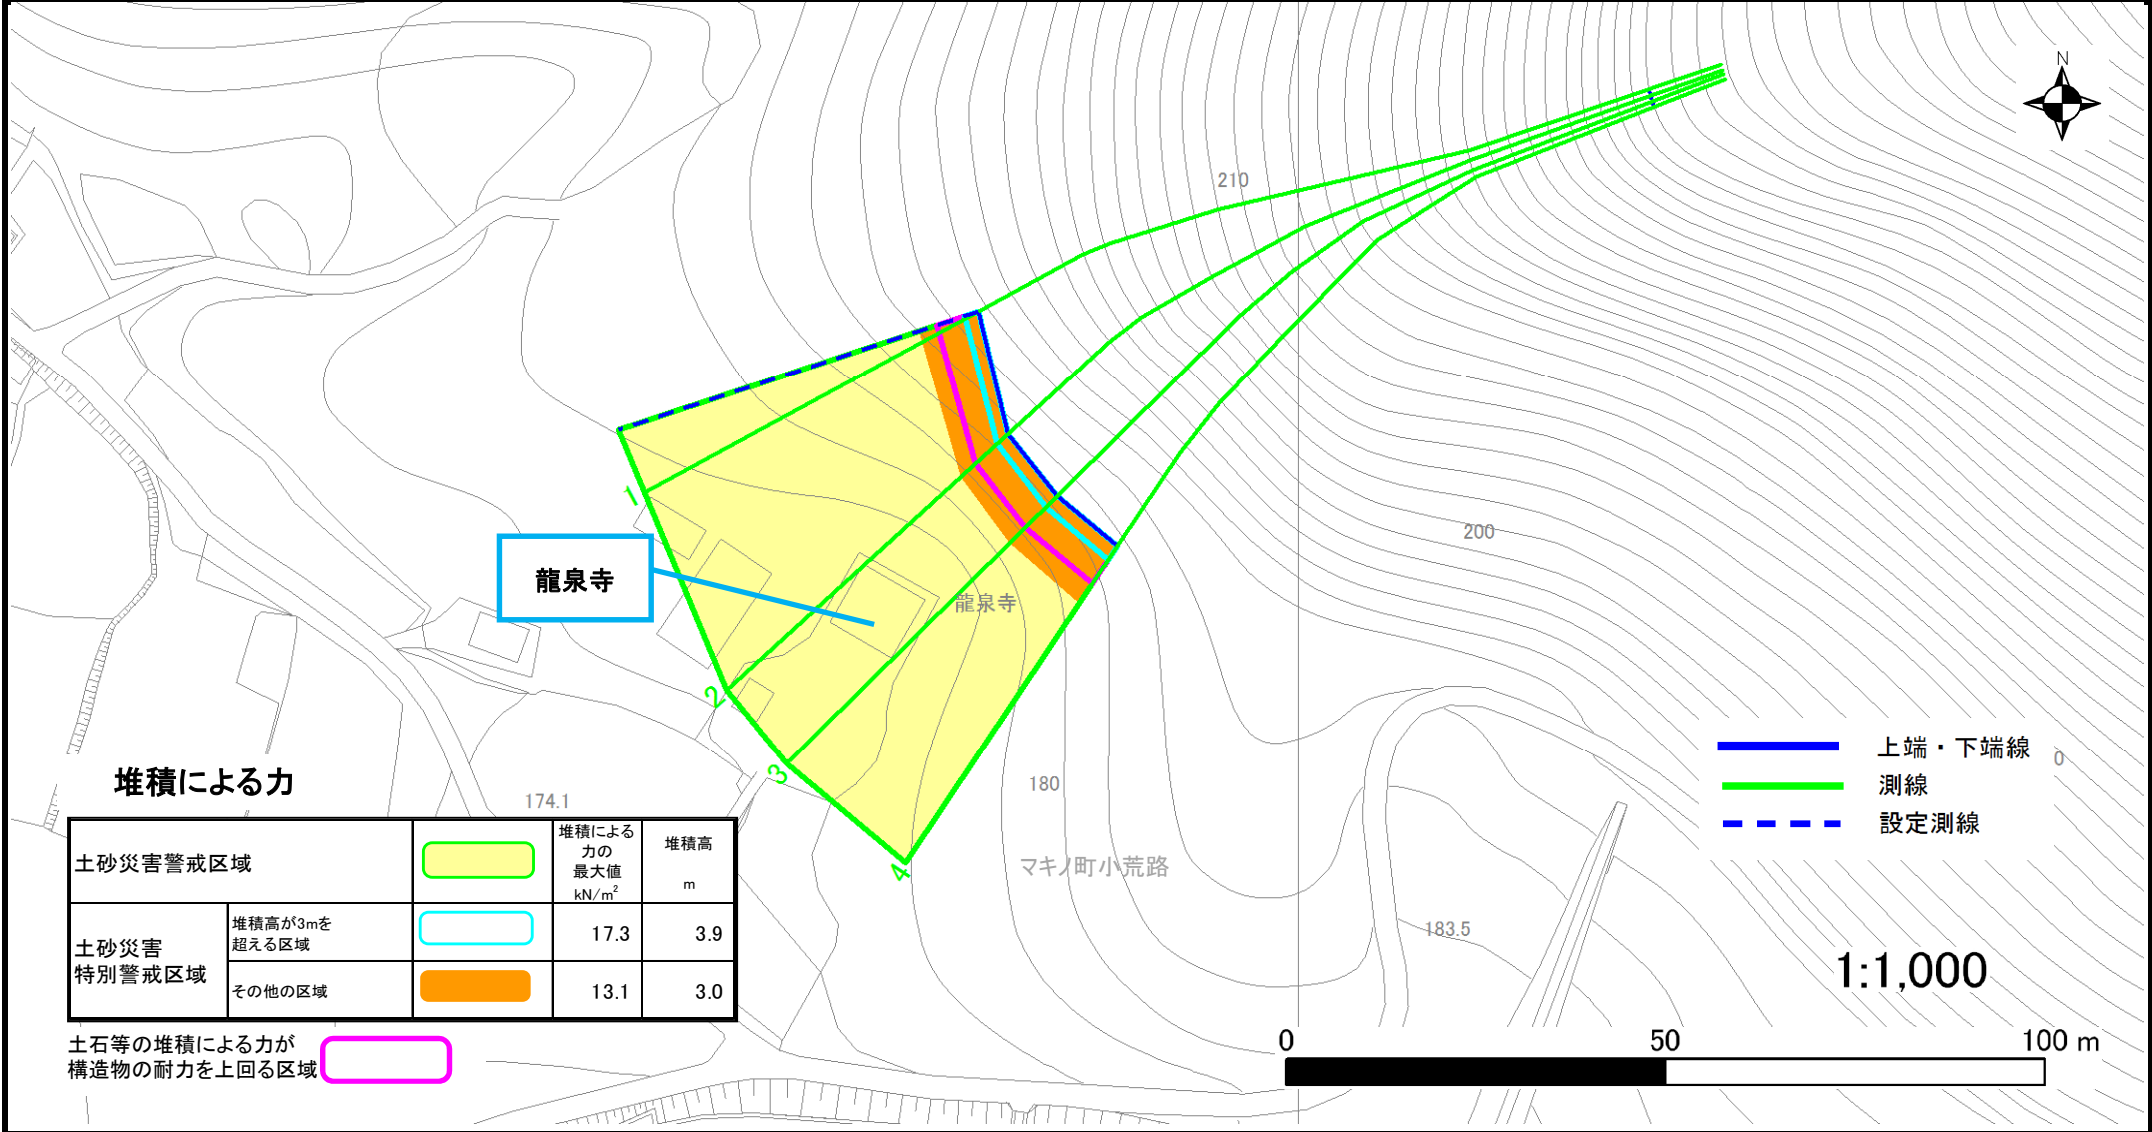 N
210
200
龍泉寺
龍泉寺
1
2
3
4
180
174.1
マキノ町小荒路
183.5
0
上端・下端線
測線
設定測線
堆積による力
土砂災害警戒区域
堆積による
力の
最大値
kN/m²
堆積高
m
土砂災害
特別警戒区域
堆積高が3mを
超える区域
17.3
3.9
その他の区域
13.1
3.0
土石等の堆積による力が
構造物の耐力を上回る区域
1:1,000
0 50 100 m